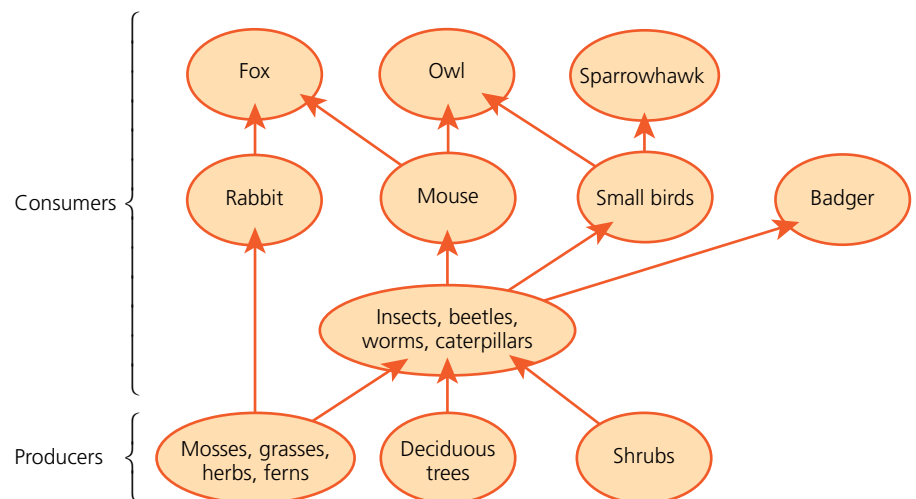 Fox
Owl
Sparrowhawk
Consumers
Rabbit
Mouse
Small birds
Badger
Insects, beetles,
worms, caterpillars
Producers
Mosses, grasses,
herbs, ferns
Deciduous
trees
Shrubs